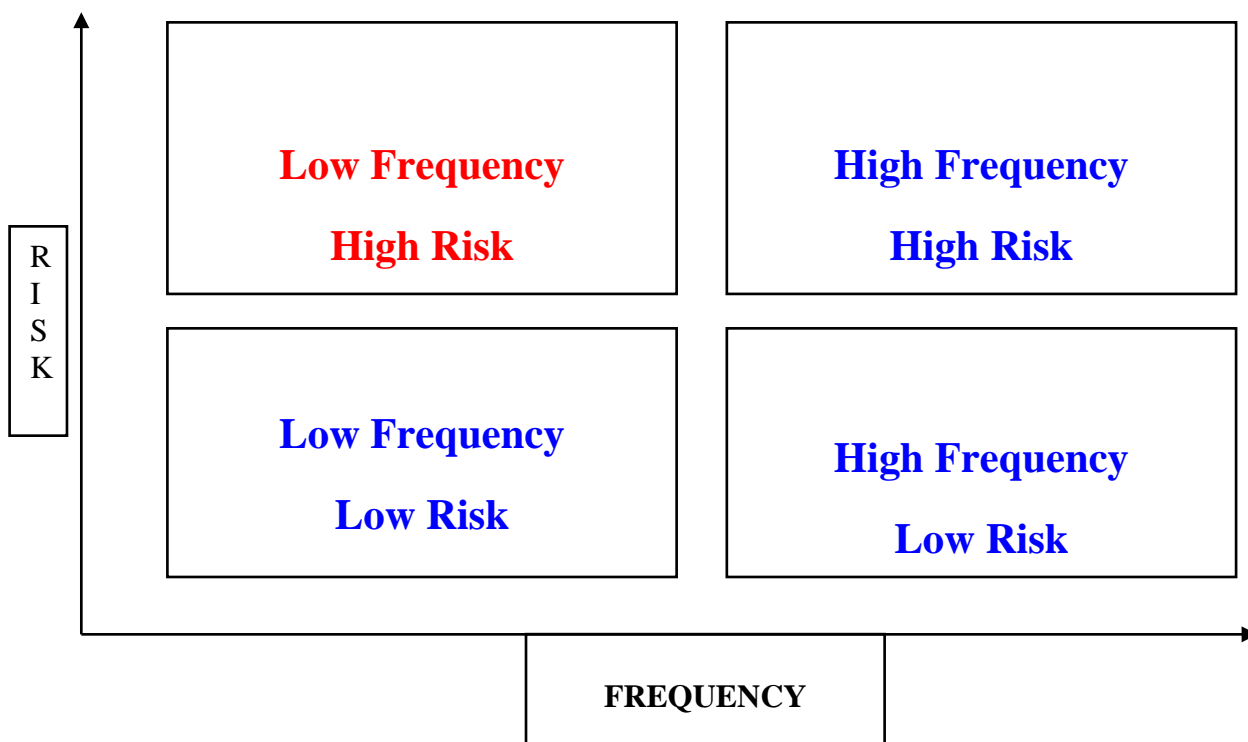 Low Frequency
High Risk
High Frequency
High Risk
R
I
S
K
Low Frequency
Low Risk
High Frequency
Low Risk
FREQUENCY